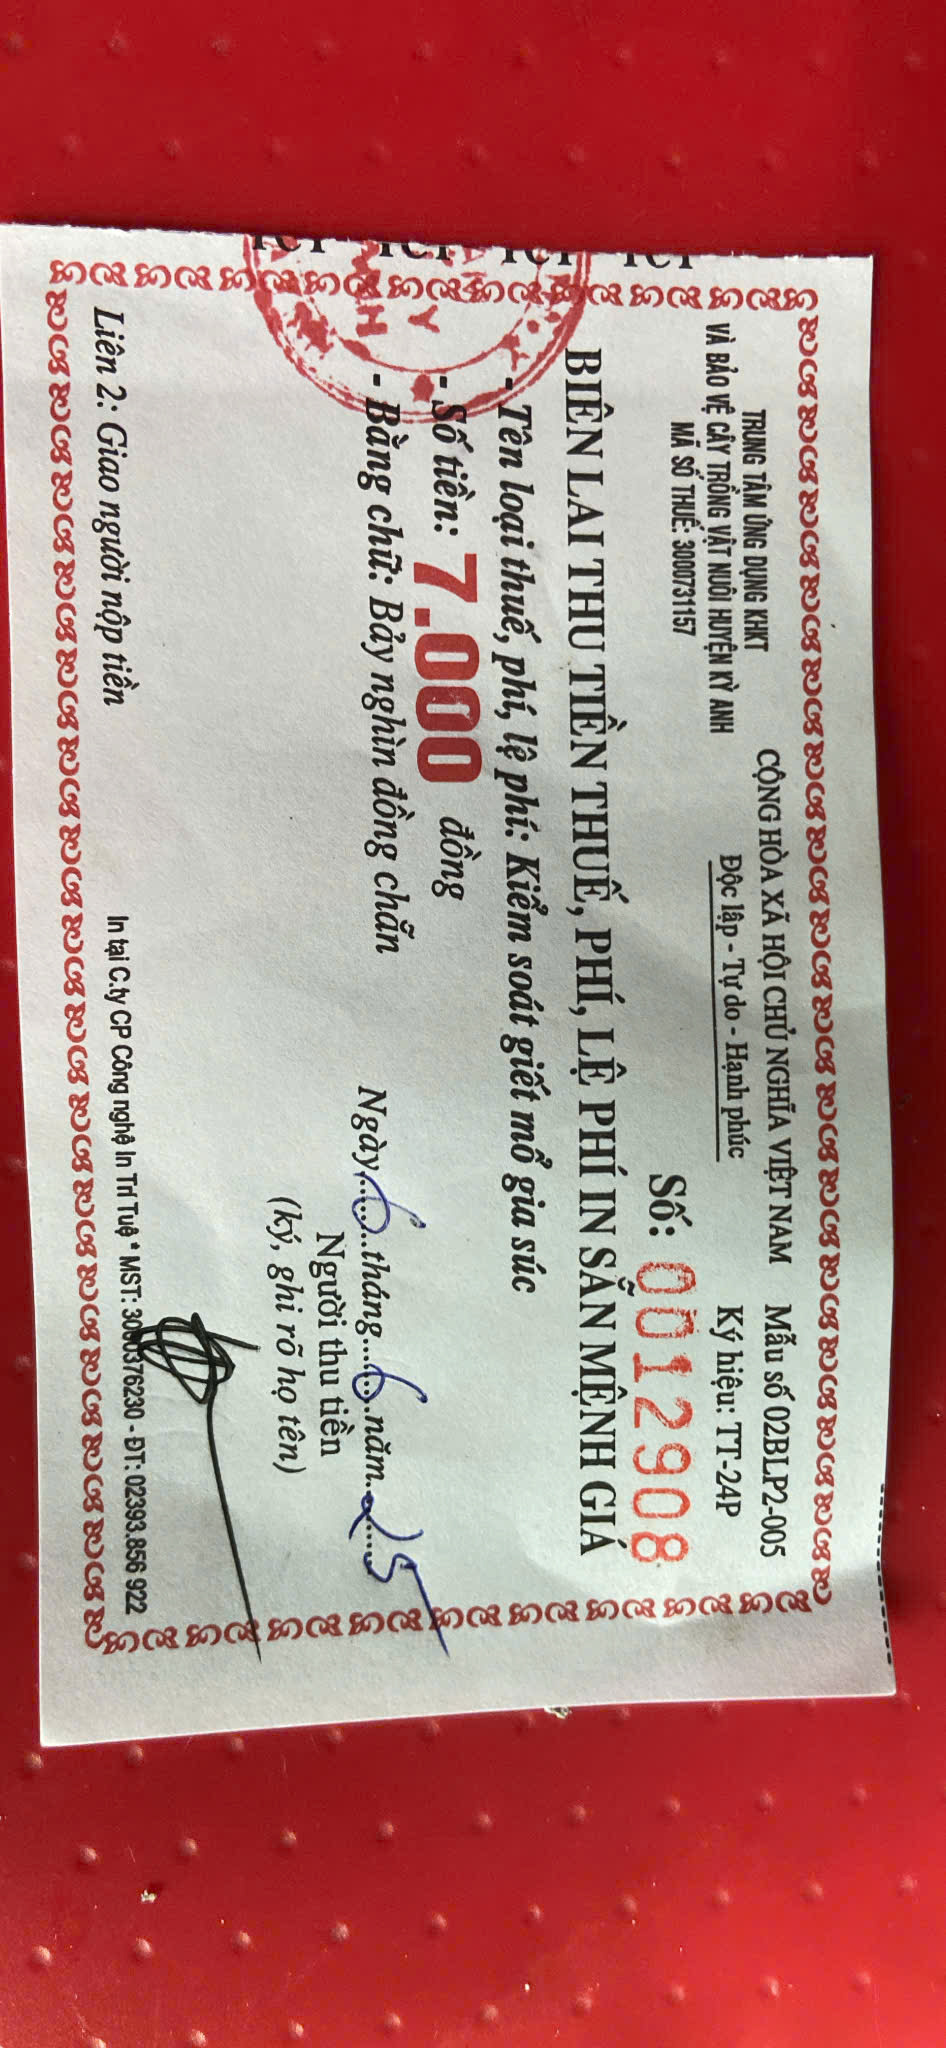 TRUNG TÂM ỨNG DỤNG KHKT
VÀ BẢO VỆ CÂY TRỒNG VẬT NUÔI HUYỆN KỲ ANH
MÃ SỐ THUẾ: 3000731157
CỘNG HÒA XÃ HỘI CHỦ NGHĨA VIỆT NAM
Độc lập - Tự do - Hạnh phúc
Mẫu số 02BLP2-005
Ký hiệu: TT-24P
Số: 0012908
BIÊN LAI THU TIỀN THUẾ, PHÍ, LỆ PHÍ IN SẴN MỆNH GIÁ
- Tên loại thuế, phí, lệ phí: Kiểm soát giết mổ gia súc
- Số tiền: 7.000 đồng
- Bằng chữ: Bảy nghìn đồng chẵn
Ngày..6..tháng...6..năm..25
Người thu tiền
(ký, ghi rõ họ tên)
Liên 2: Giao người nộp tiền
In tại C.ty CP Công nghệ In Trí Tuệ * MST: 3000376230 - ĐT: 02393.856 922